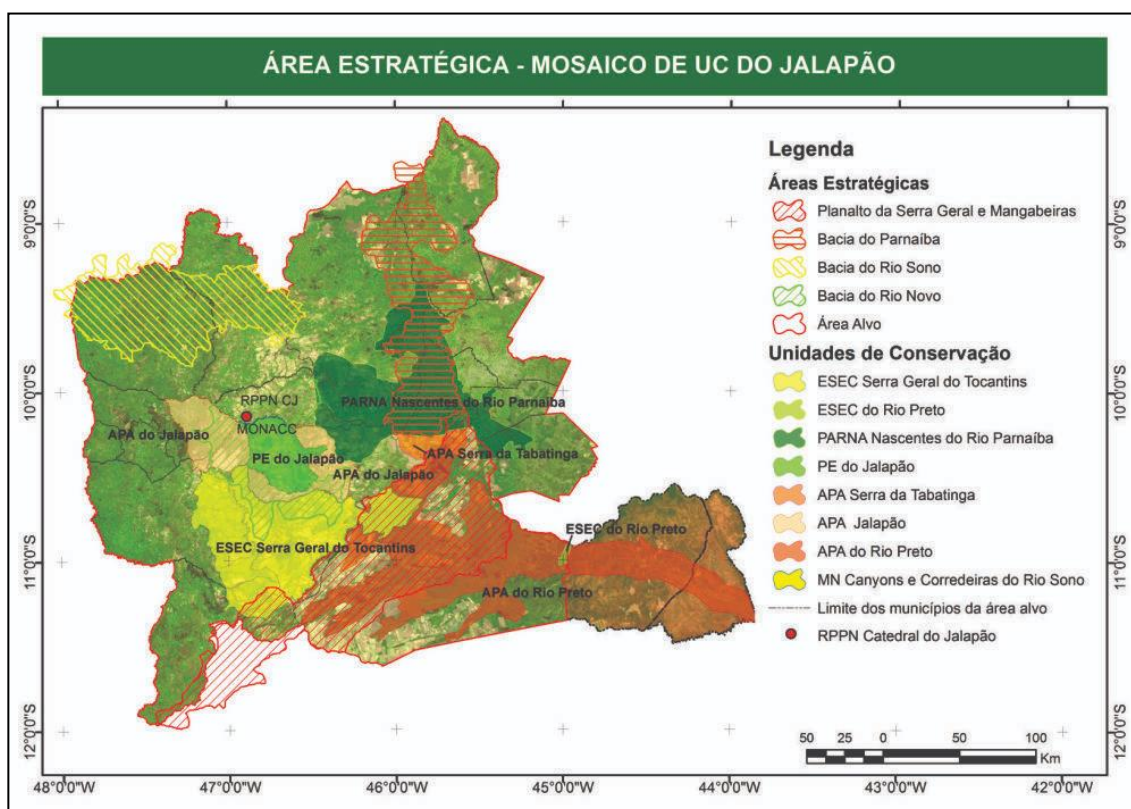 ÁREA ESTRATÉGICA - MOSAICO DE UC DO JALAPÃO
48°0'0"W 47°0'0"W 46°0'0"W 45°0'0"W 44°0'0"W 43°0'0"W 42°0'0"W
9°0'0"S
10°0'0"S
11°0'0"S
12°0'0"S
9°0'0"S
10°0'0"S
11°0'0"S
12°0'0"S
RPPN CJ
MONACC
APA do Jalapão
PE do Jalapão
APA do Jalapão
PARNA Nascentes do Rio Parnaíba
APA Serra da Tabatinga
ESEC Serra Geral do Tocantins
ESEC do Rio Preto
APA do Rio Preto
Legenda
Áreas Estratégicas
Planalto da Serra Geral e Mangabeiras
Bacia do Parnaíba
Bacia do Rio Sono
Bacia do Rio Novo
Área Alvo
Unidades de Conservação
ESEC Serra Geral do Tocantins
ESEC do Rio Preto
PARNA Nascentes do Rio Parnaíba
PE do Jalapão
APA Serra da Tabatinga
APA Jalapão
APA do Rio Preto
MN Canyons e Corredeiras do Rio Sono
Limite dos municípios da área alvo
RPPN Catedral do Jalapão
50 25 0 50 100
Km